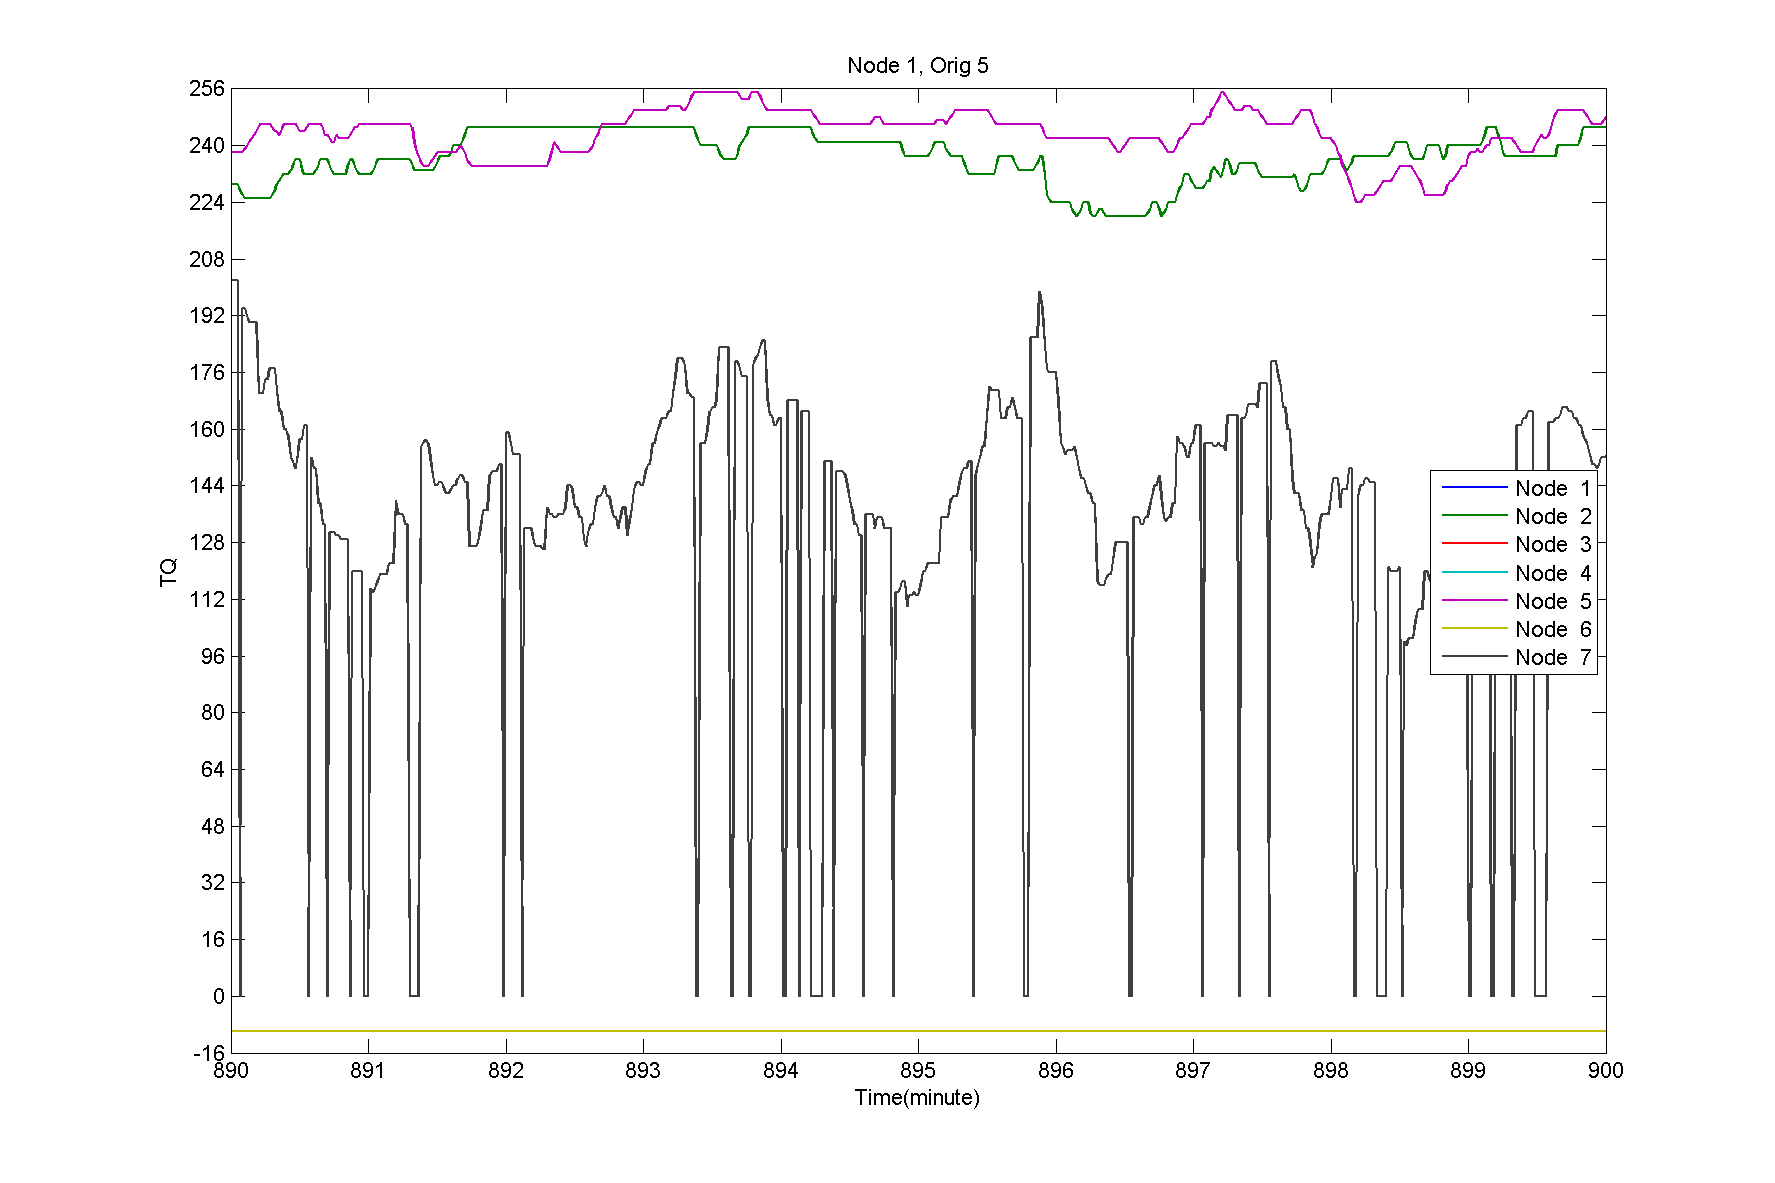 Node 1, Orig 5
256
240
224
208
192
176
160
144
128
112
96
80
64
48
32
16
0
-16
TQ
Node 1
Node 2
Node 3
Node 4
Node 5
Node 6
Node 7
890 891 892 893 894 895 896 897 898 899 900
Time(minute)